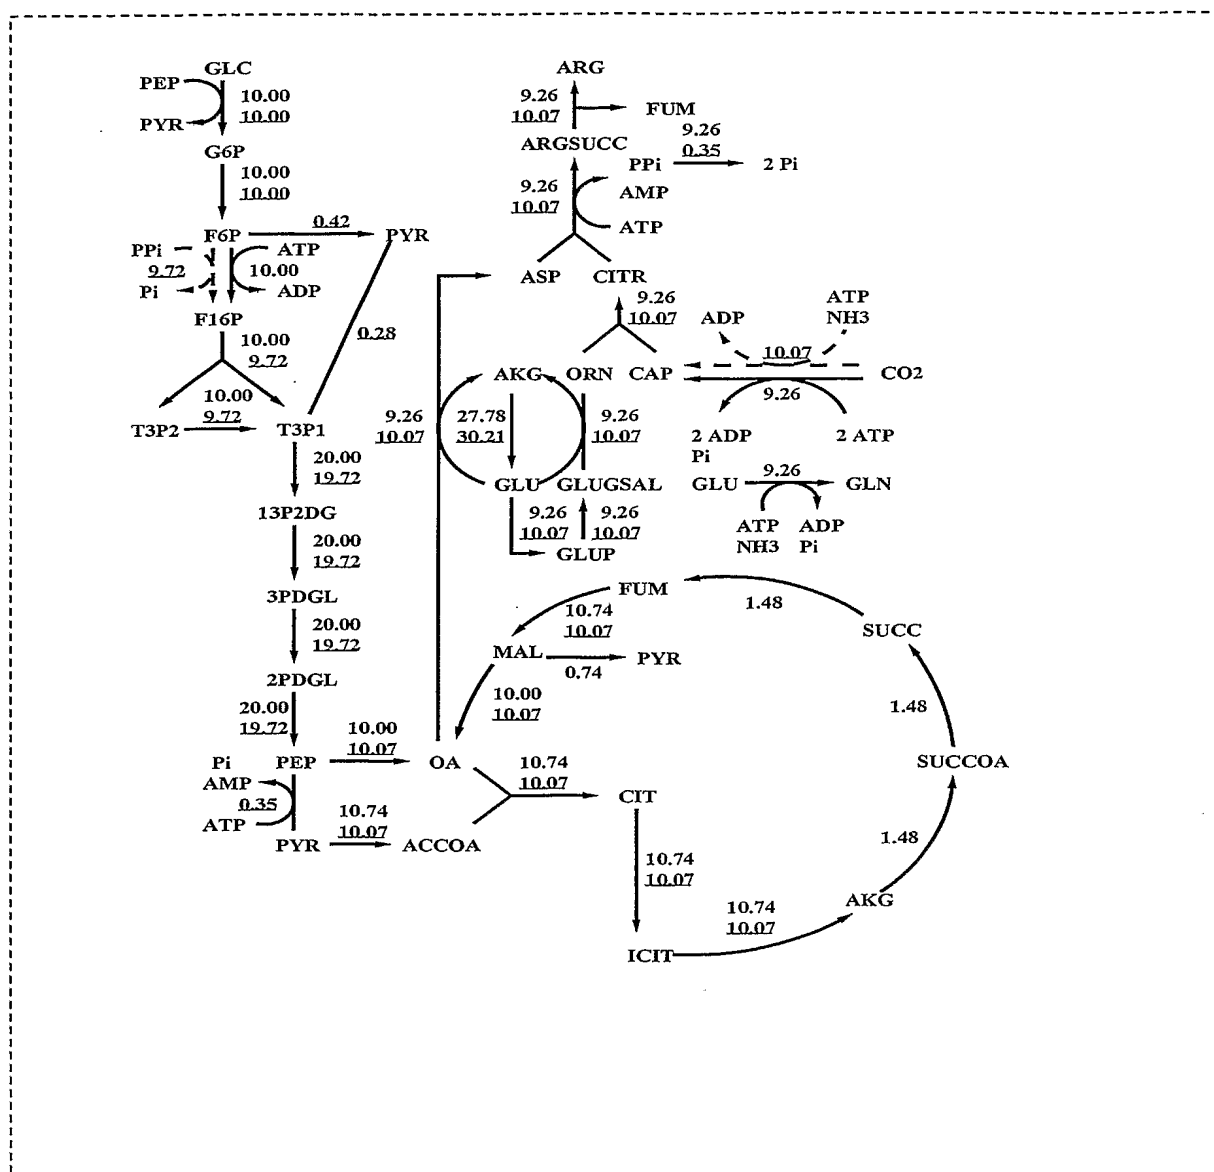 GLC
PEP
10.00
10.00
PYR
G6P
10.00
10.00
F6P
0.42
PYR
PPi
ATP
9.72
10.00
Pi
ADP
F16P
10.00
9.72
0.28
10.00
9.72
T3P2
T3P1
20.00
19.72
13P2DG
20.00
19.72
3PDGL
20.00
19.72
2PDGL
20.00
19.72
Pi
PEP
10.00
10.07
OA
AMP
0.35
ATP
PYR
10.74
10.07
ACCOA
ARG
9.26
10.07
FUM
ARGSUCC
9.26
0.35
PPi
2 Pi
9.26
10.07
AMP
ATP
ASP
CITR
9.26
10.07
ADP
ATP
NH3
10.07
AKG
ORN
CAP
CO2
9.26
9.26
10.07
27.78
30.21
9.26
10.07
2 ADP
Pi
2 ATP
GLU
GLUGSAL
GLU
9.26
GLN
9.26
10.07
9.26
10.07
ATP
NH3
ADP
Pi
GLUP
FUM
1.48
10.74
10.07
SUCC
MAL
0.74
PYR
10.00
10.07
1.48
SUCCOA
10.74
10.07
CIT
1.48
10.74
10.07
AKG
10.74
10.07
ICIT